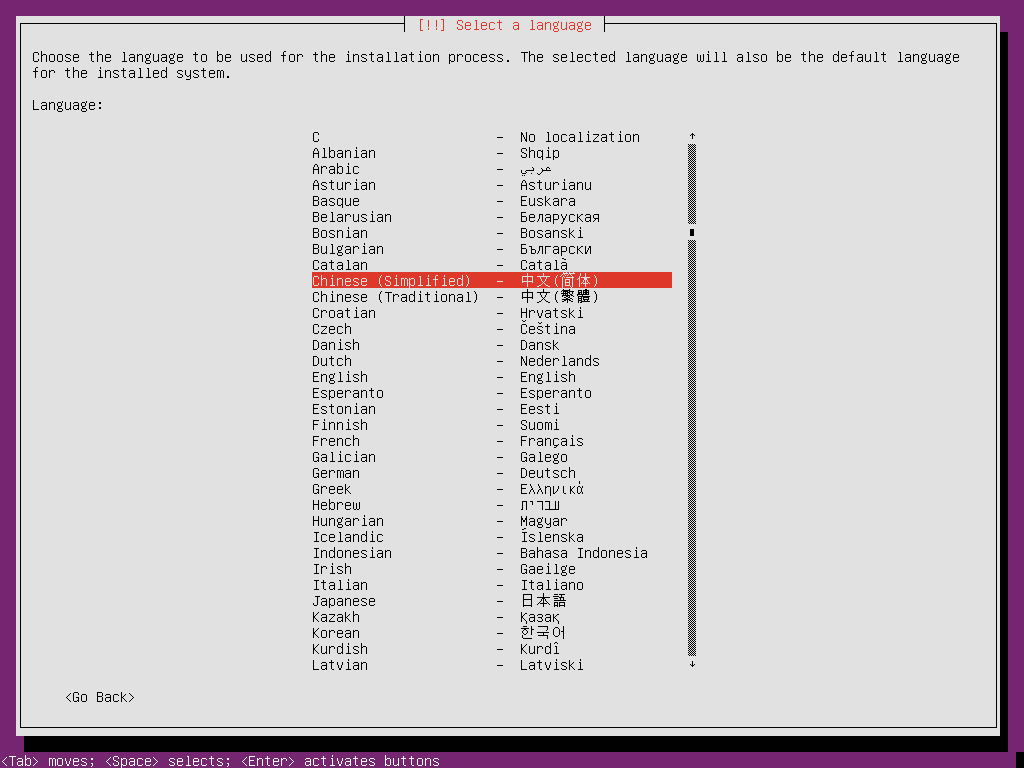 [!!] Select a language
Choose the language to be used for the installation process. The selected language will also be the default language
for the installed system.
Language:
C - No localization
Albanian - Shqip
Arabic - عربي
Asturian - Asturianu
Basque - Euskara
Belarusian - Беларуская
Bosnian - Bosanski
Bulgarian - Български
Catalan - Català
Chinese (Simplified) - 中文(简体)
Chinese (Traditional) - 中文(繁體)
Croatian - Hrvatski
Czech - Čeština
Danish - Dansk
Dutch - Nederlands
English - English
Esperanto - Esperanto
Estonian - Eesti
Finnish - Suomi
French - Français
Galician - Galego
German - Deutsch
Greek - Ελληνικά
Hebrew - עברית
Hungarian - Magyar
Icelandic - Íslenska
Indonesian - Bahasa Indonesia
Irish - Gaeilge
Italian - Italiano
Japanese - 日本語
Kazakh - Қазақ
Korean - 한국어
Kurdish - Kurdî
Latvian - Latviski
<Go Back>
<Tab> moves; <Space> selects; <Enter> activates buttons